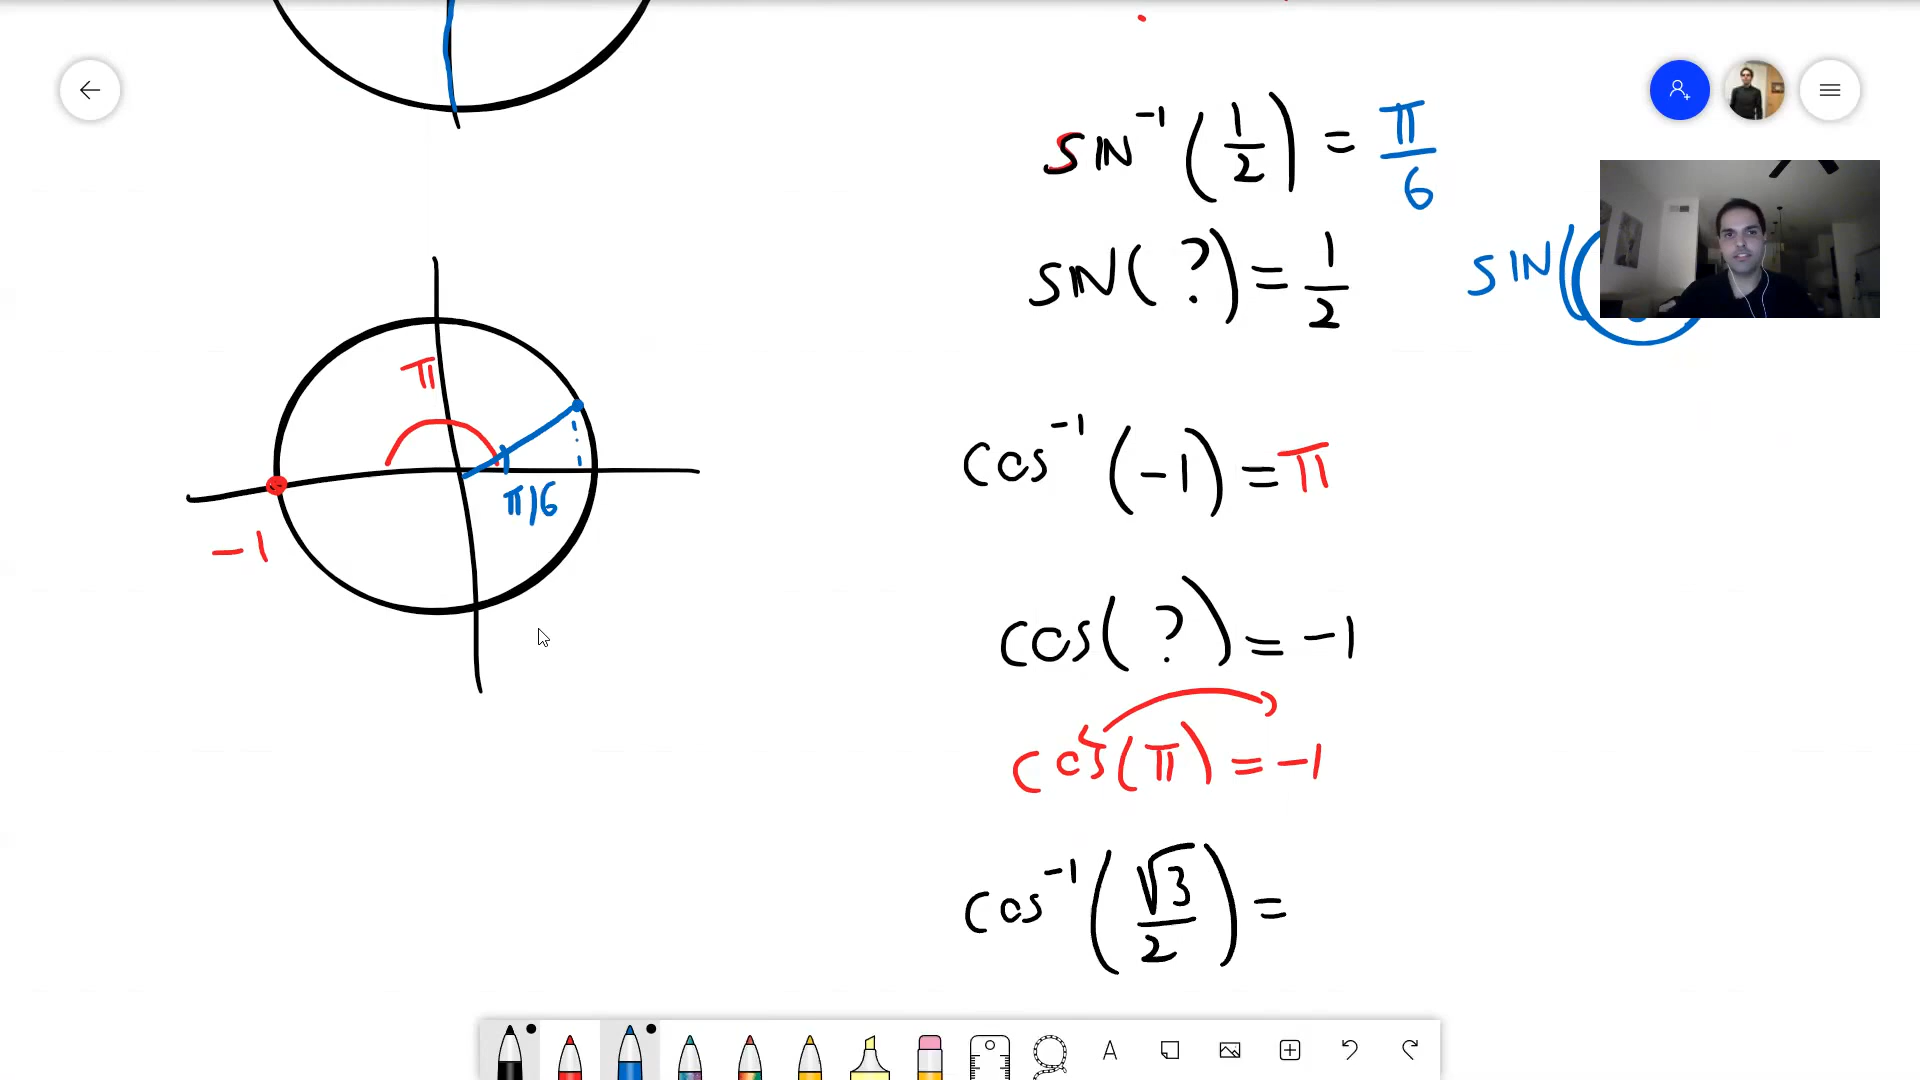 sin⁻¹(1/2) = π/6
sin(?) = 1/2
sin(
π
π/6
-1
cos⁻¹(-1) = π
cos(?) = -1
cos(π) = -1
cos⁻¹(√3/2) =
A